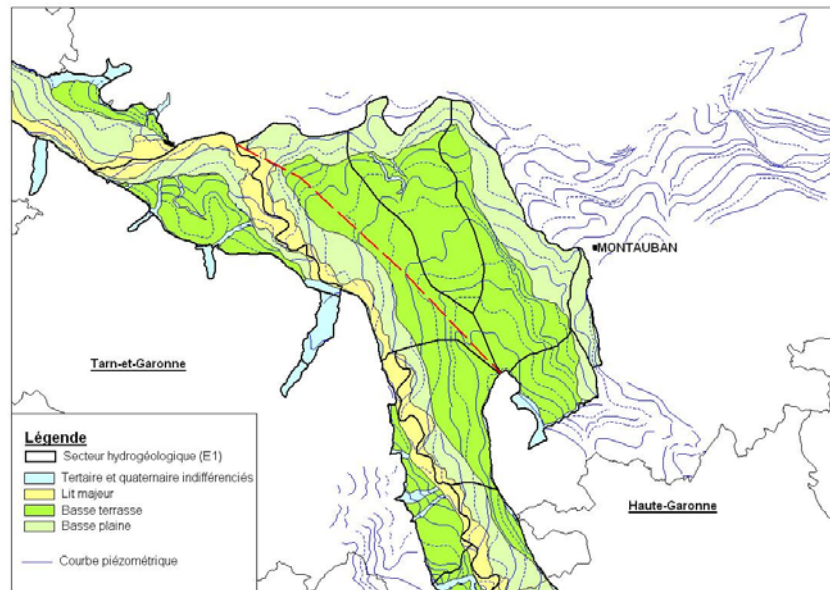 MONTAUBAN
Tarn-et-Garonne
Haute-Garonne
Légende
Secteur hydrogéologique (E1)
Tertaire et quaternaire indifférenciés
Lit majeur
Basse terrasse
Basse plaine
Courbe piézométrique